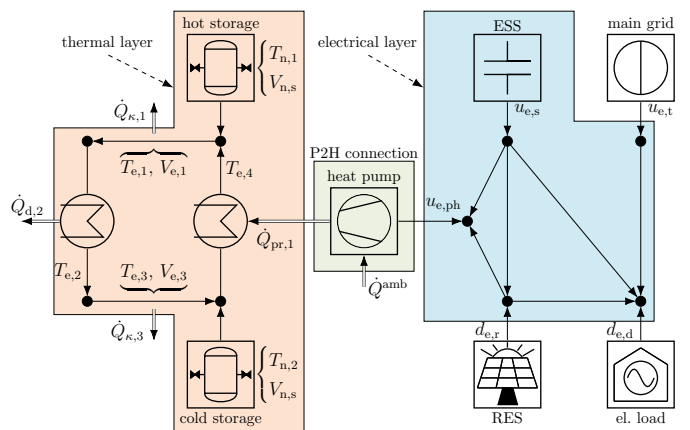 hot storage
ESS
main grid
thermal layer
electrical layer
T_{n,1}
V_{n,s}
u_{e,s}
u_{e,t}
Q̇_{κ,1}
P2H connection
T_{e,1}, V_{e,1}
T_{e,4}
heat pump
Q̇_{d,2}
u_{e,ph}
Q̇_{pr,1}
T_{e,2}
T_{e,3}, V_{e,3}
Q̇^{amb}
Q̇_{κ,3}
d_{e,r}
d_{e,d}
T_{n,2}
V_{n,s}
cold storage
RES
el. load